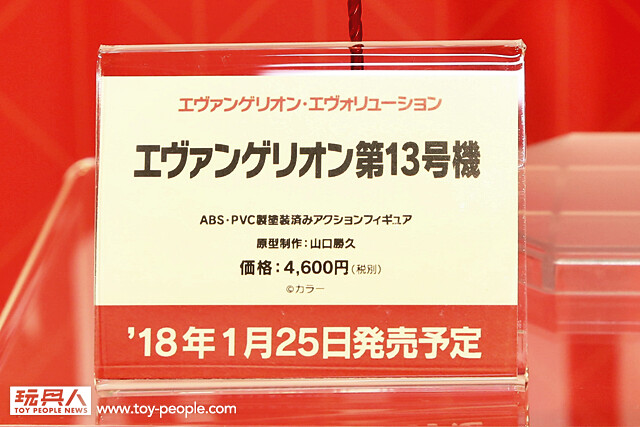 エヴァンゲリオン・エヴォリューション
エヴァンゲリオン第13号機
ABS・PVC製塗装済みアクションフィギュア
原型制作：山口勝久
価格：4,600円（税別）
©カラー
’18年1月25日発売予定
玩具人
TOY PEOPLE NEWS
www.toy-people.com